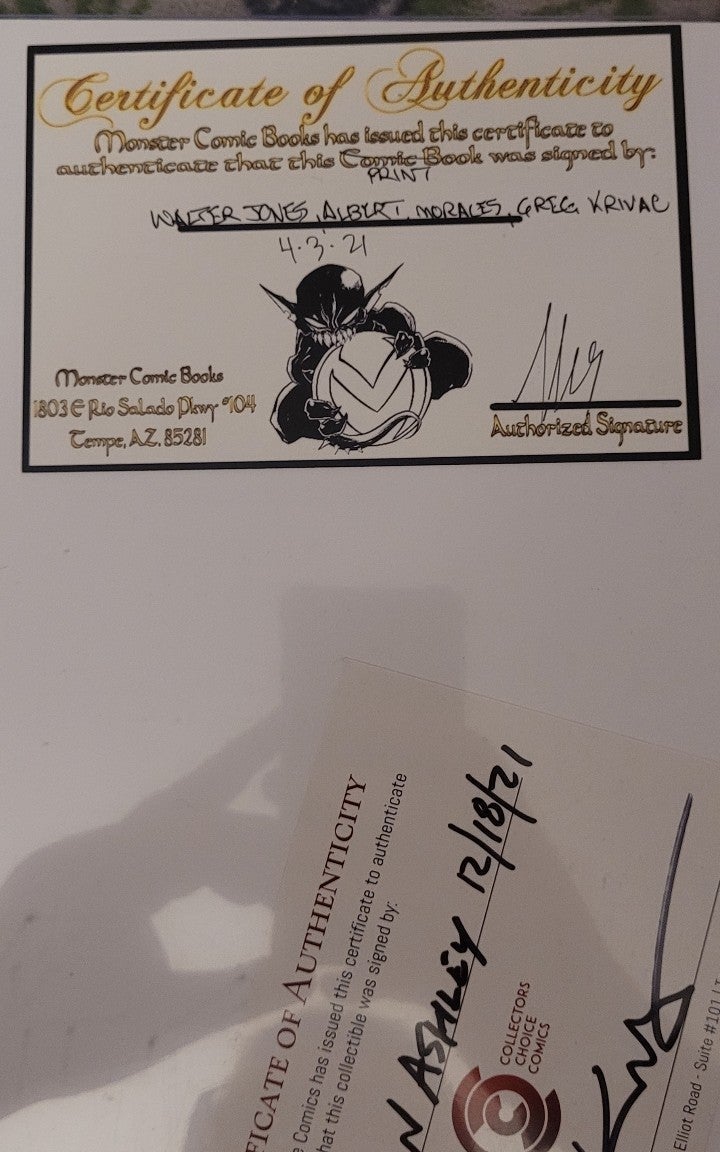 Certificate of Authenticity
Monster Comic Books has issued this certificate to
authenticate that this Comic Book was signed by:
PRINT
WALTER JONES, ALBERT MORALES, GREG KRIVAC
4.3.21
Monster Comic Books
1803 E Rio Salado Pkwy #104
Tempe, AZ. 85281
Authorized Signature
FICATE OF AUTHENTICITY
Comics has issued this certificate to authenticate
hat this collectible was signed by:
N ASHLEY 12/18/21
COLLECTORS
CHOICE
COMICS
Elliot Road - Suite #101